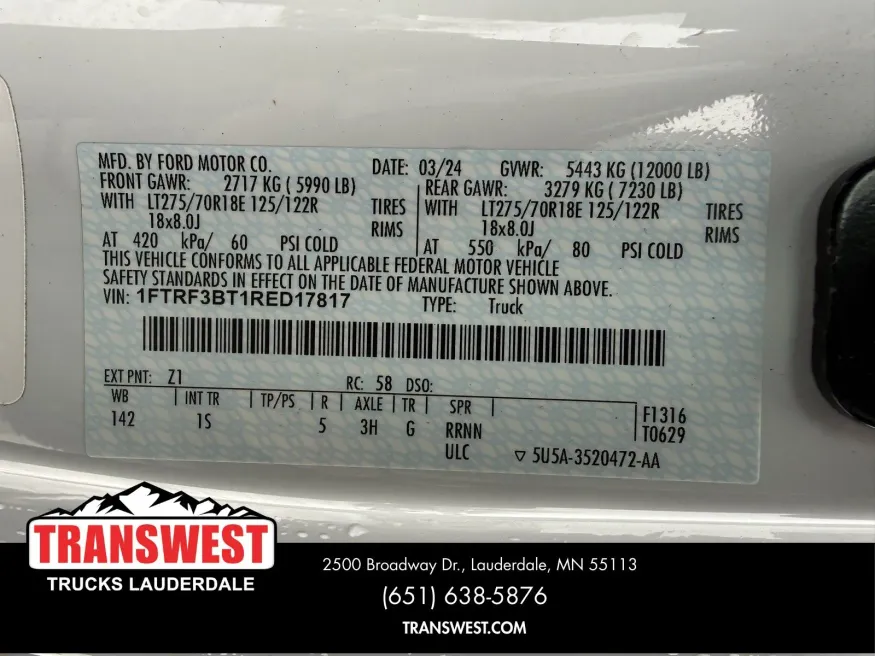 MFD. BY FORD MOTOR CO. DATE: 03/24 GVWR: 5443 KG (12000 LB)
FRONT GAWR: 2717 KG ( 5990 LB) REAR GAWR: 3279 KG ( 7230 LB)
WITH LT275/70R18E 125/122R TIRES WITH LT275/70R18E 125/122R TIRES
18x8.0J RIMS 18x8.0J RIMS
AT 420 kPa/ 60 PSI COLD AT 550 kPa/ 80 PSI COLD
THIS VEHICLE CONFORMS TO ALL APPLICABLE FEDERAL MOTOR VEHICLE
SAFETY STANDARDS IN EFFECT ON THE DATE OF MANUFACTURE SHOWN ABOVE.
VIN: 1FTRF3BT1RED17817 TYPE: Truck
EXT PNT: Z1 RC: 58 DSO:
WB INT TR TP/PS R AXLE TR SPR F1316
142 1S 5 3H G RRNN T0629
ULC ▽ 5U5A-3520472-AA
TRANSWEST
TRUCKS LAUDERDALE
2500 Broadway Dr., Lauderdale, MN 55113
(651) 638-5876
TRANSWEST.COM